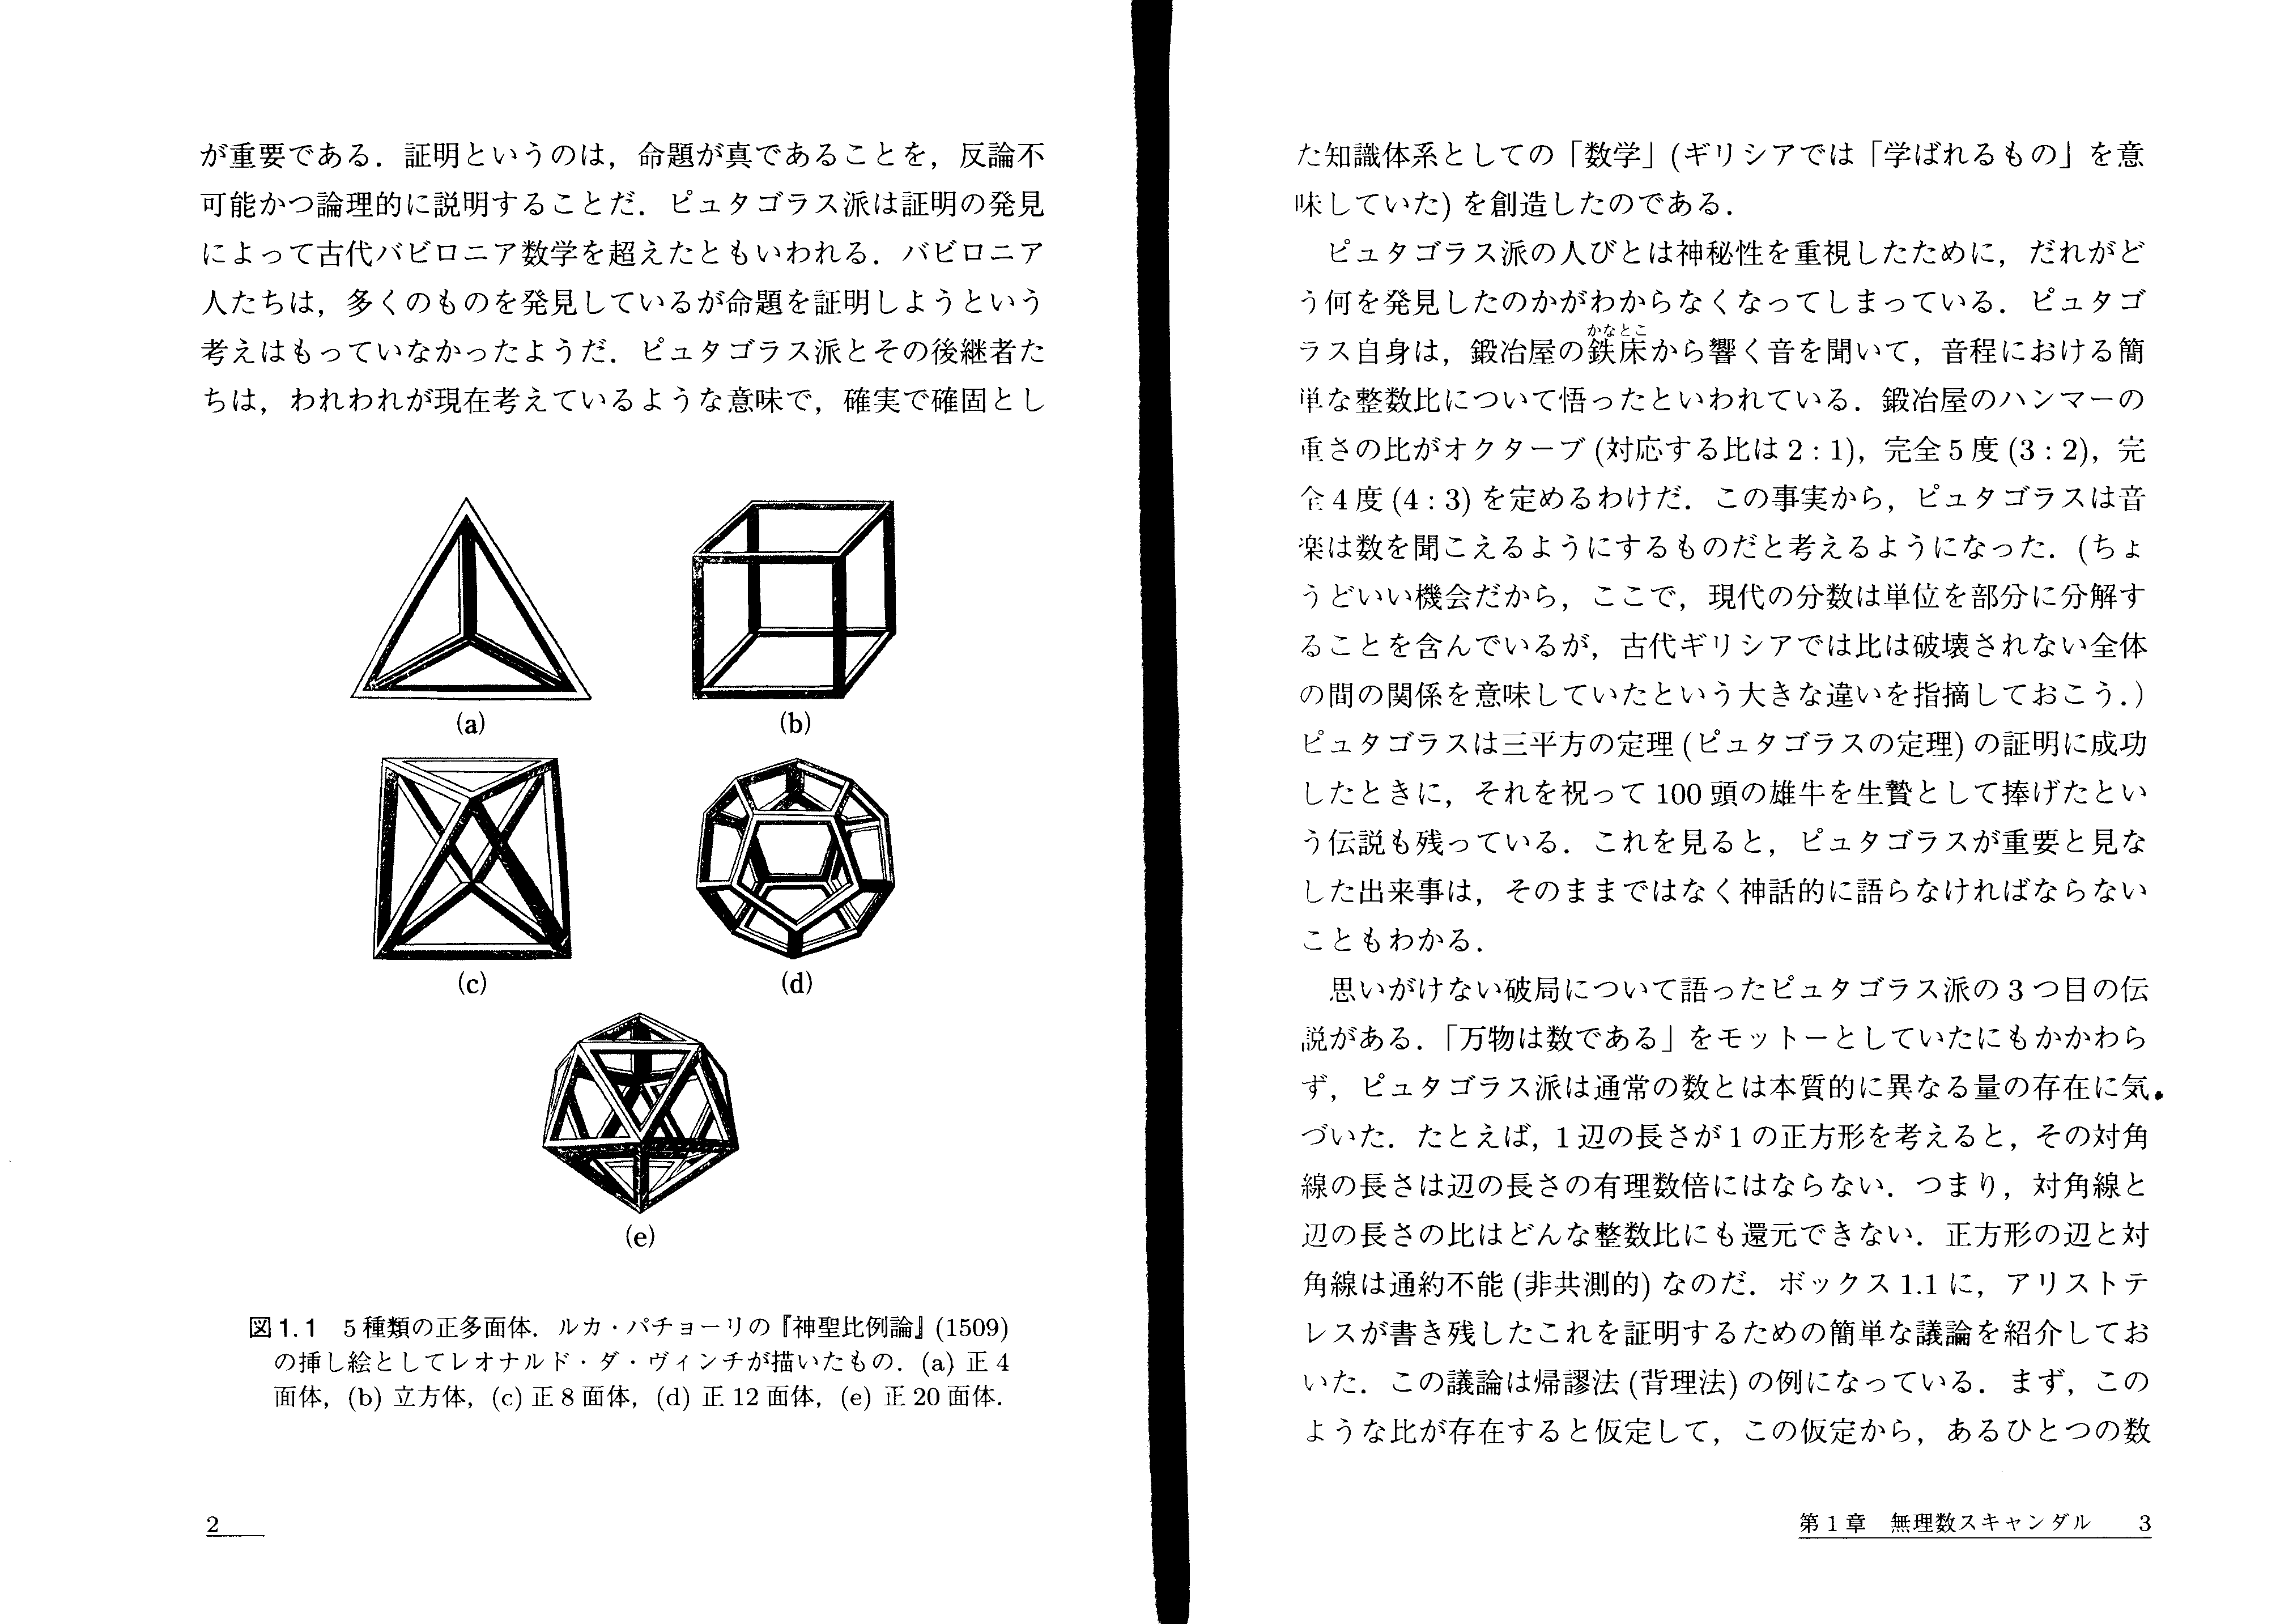 が重要である．証明というのは，命題が真であることを，反論不
可能かつ論理的に説明することだ．ピュタゴラス派は証明の発見
によって古代バビロニア数学を超えたともいわれる．バビロニア
人たちは，多くのものを発見しているが命題を証明しようという
考えはもっていなかったようだ．ピュタゴラス派とその後継者た
ちは，われわれが現在考えているような意味で，確実で確固とし
(a)
(b)
(c)
(d)
(e)
図1.1　5種類の正多面体．ルカ・パチョーリの『神聖比例論』(1509)
の挿し絵としてレオナルド・ダ・ヴィンチが描いたもの．(a) 正4
面体，(b) 立方体，(c) 正8面体，(d) 正12面体，(e) 正20面体．
2
た知識体系としての「数学」(ギリシアでは「学ばれるもの」を意
味していた) を創造したのである．
ピュタゴラス派の人びとは神秘性を重視したために，だれがど
う何を発見したのかがわからなくなってしまっている．ピュタゴ
かなとこ
ラス自身は，鍛冶屋の鉄床から響く音を聞いて，音程における簡
単な整数比について悟ったといわれている．鍛冶屋のハンマーの
重さの比がオクターブ (対応する比は 2 : 1)，完全5度 (3 : 2)，完
全4度 (4 : 3) を定めるわけだ．この事実から，ピュタゴラスは音
楽は数を聞こえるようにするものだと考えるようになった．(ちょ
うどいい機会だから，ここで，現代の分数は単位を部分に分解す
ることを含んでいるが，古代ギリシアでは比は破壊されない全体
の間の関係を意味していたという大きな違いを指摘しておこう．)
ピュタゴラスは三平方の定理 (ピュタゴラスの定理) の証明に成功
したときに，それを祝って 100 頭の雄牛を生贄として捧げたとい
う伝説も残っている．これを見ると，ピュタゴラスが重要と見な
した出来事は，そのままではなく神話的に語らなければならない
こともわかる．
思いがけない破局について語ったピュタゴラス派の3つ目の伝
説がある．「万物は数である」をモットーとしていたにもかかわら
ず，ピュタゴラス派は通常の数とは本質的に異なる量の存在に気
づいた．たとえば，1辺の長さが1の正方形を考えると，その対角
線の長さは辺の長さの有理数倍にはならない．つまり，対角線と
辺の長さの比はどんな整数比にも還元できない．正方形の辺と対
角線は通約不能 (非共測的) なのだ．ボックス1.1に，アリストテ
レスが書き残したこれを証明するための簡単な議論を紹介してお
いた．この議論は帰謬法 (背理法) の例になっている．まず，この
ような比が存在すると仮定して，この仮定から，あるひとつの数
第1章　無理数スキャンダル　3